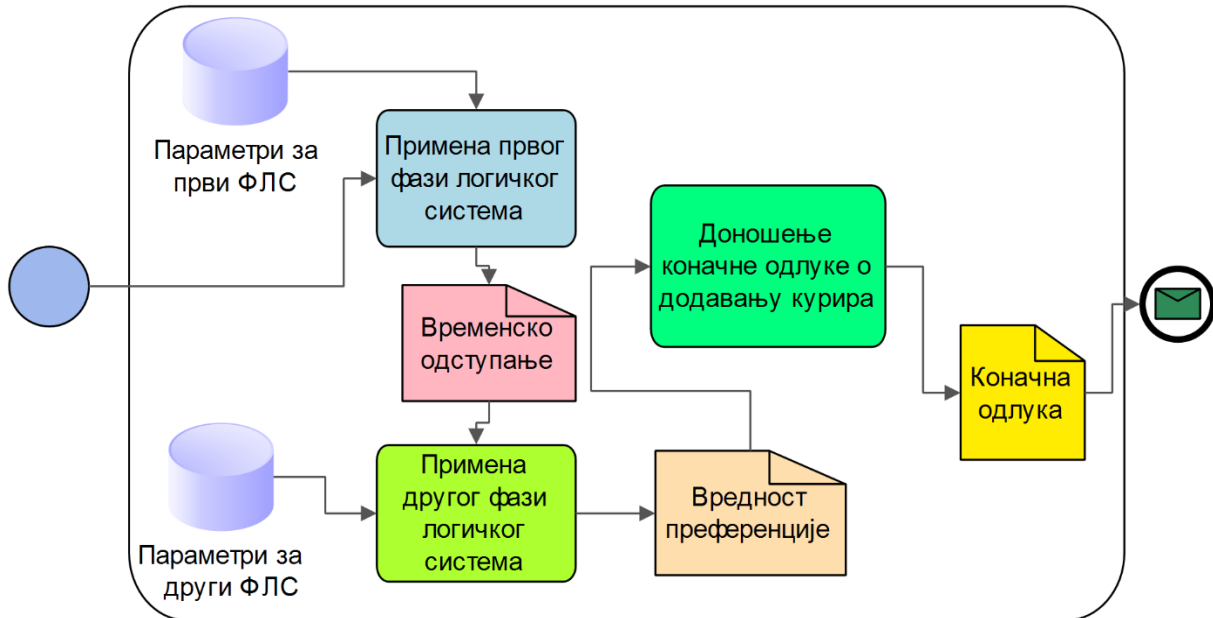 Параметри за
први ФЛС
Примена првог
фази логичког
система
Временско
одступање
Параметри за
други ФЛС
Примена
другог фази
логичког
система
Вредност
преференције
Доношење
коначне одлуке о
додавању курира
Коначна
одлука